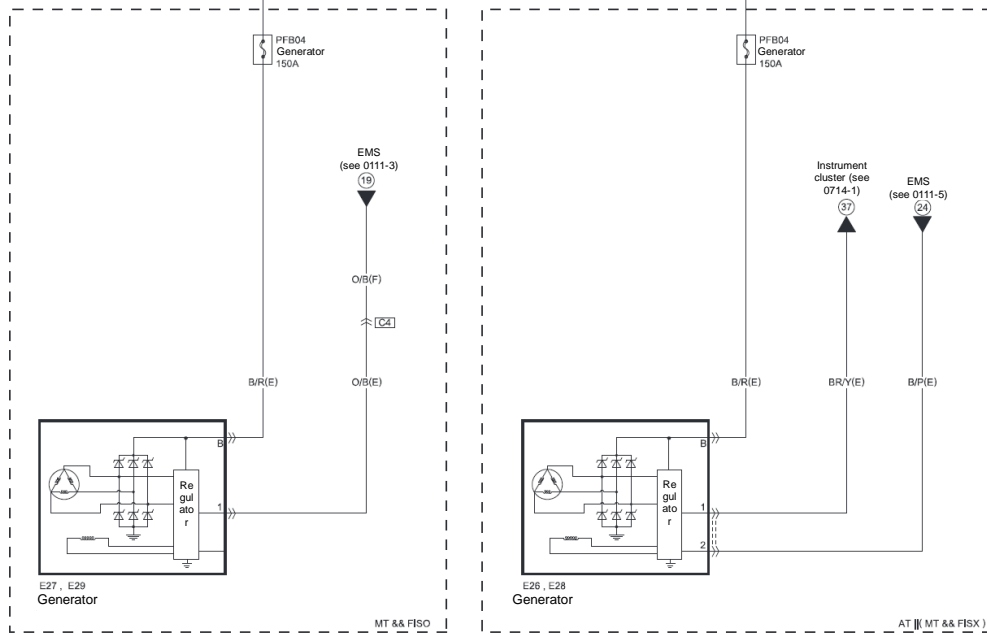 PFB04
Generator
150A
EMS
(see 0111-3)
19
O/B(F)
C4
B/R(E)
O/B(E)
B
Re
gul
ato
r
1
E27 , E29
Generator
MT && FISO
PFB04
Generator
150A
Instrument
cluster (see
0714-1)
37
EMS
(see 0111-5)
24
B/R(E)
BR/Y(E)
B/P(E)
B
Re
gul
ato
r
1
2
E26 , E28
Generator
AT ||( MT && FISX )